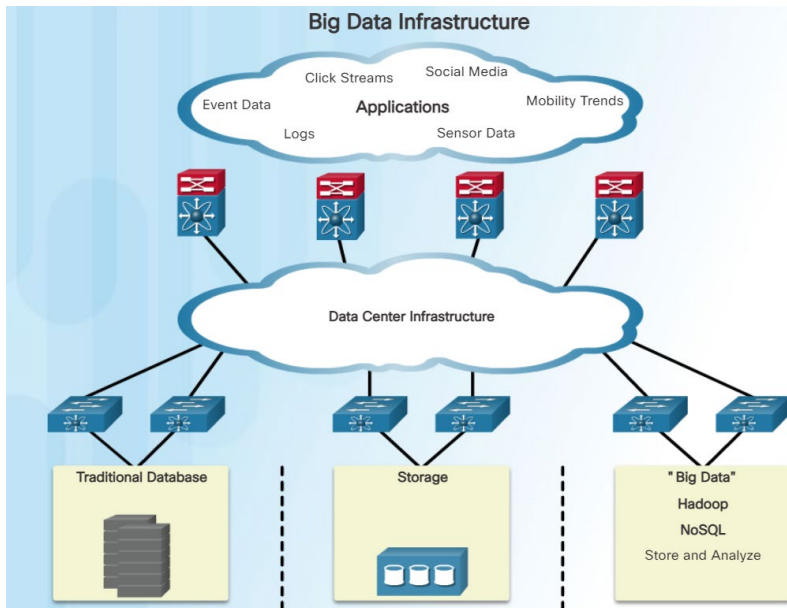 Big Data Infrastructure
Click Streams
Social Media
Event Data
Applications
Mobility Trends
Logs
Sensor Data
Data Center Infrastructure
Traditional Database
Storage
"Big Data"
Hadoop
NoSQL
Store and Analyze